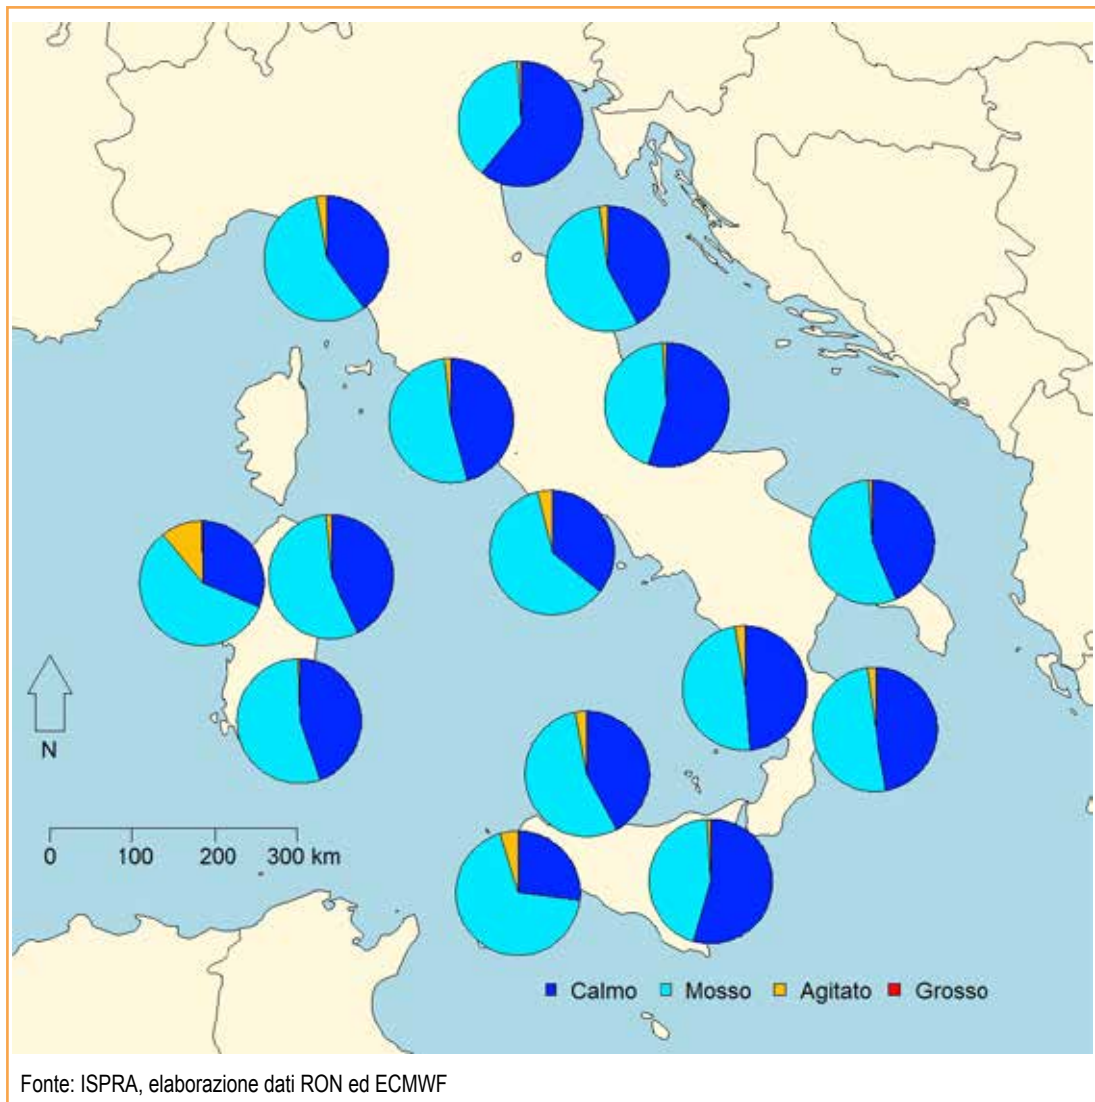 N
0 100 200 300 km
Calmo Mosso Agitato Grosso
Fonte: ISPRA, elaborazione dati RON ed ECMWF